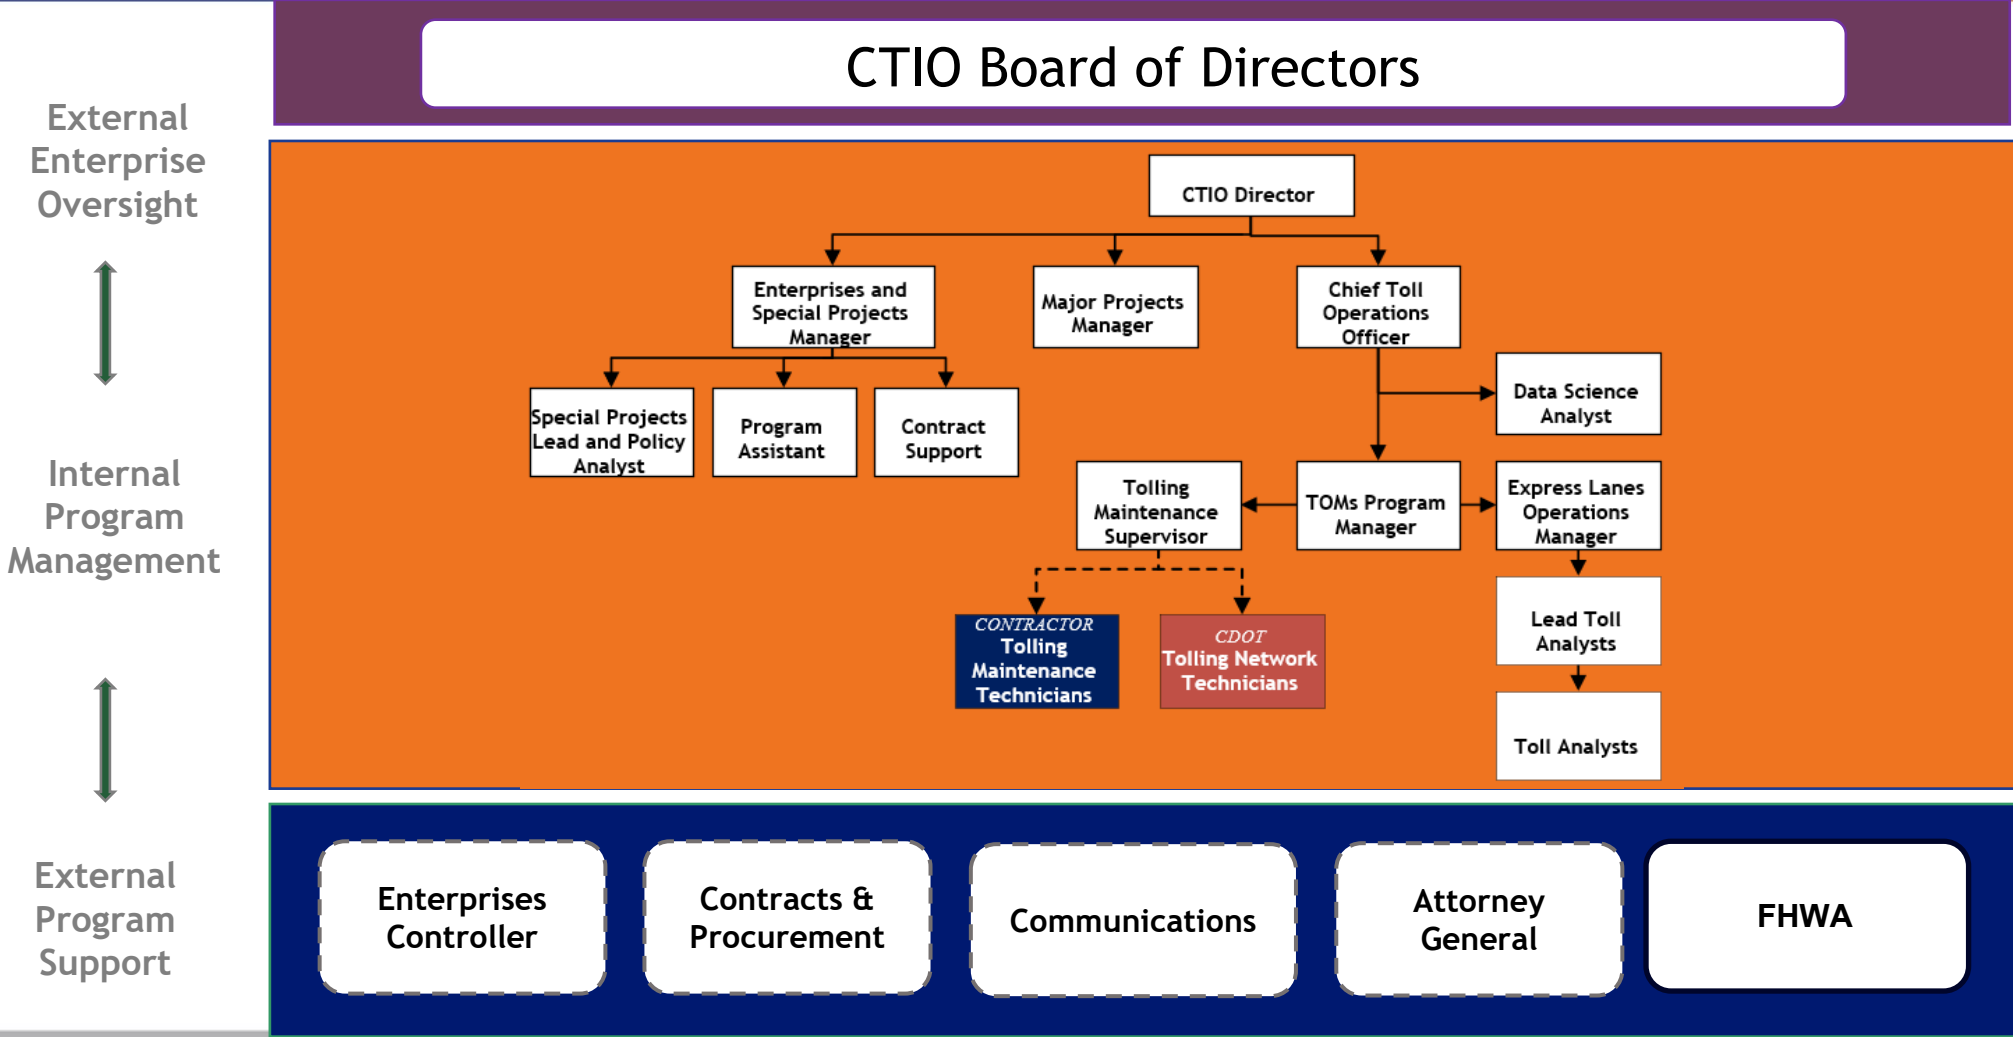 CTIO Board of Directors
External
Enterprise
Oversight
CTIO Director
Enterprises and
Special Projects
Manager
Major Projects
Manager
Chief Toll
Operations
Officer
Special Projects
Lead and Policy
Analyst
Program
Assistant
Contract
Support
Data Science
Analyst
Internal
Program
Management
Tolling
Maintenance
Supervisor
TOMs Program
Manager
Express Lanes
Operations
Manager
CONTRACTOR
Tolling
Maintenance
Technicians
CDOT
Tolling Network
Technicians
Lead Toll
Analysts
Toll Analysts
External
Program
Support
Enterprises
Controller
Contracts &
Procurement
Communications
Attorney
General
FHWA